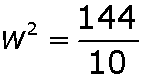 W² = 144/10